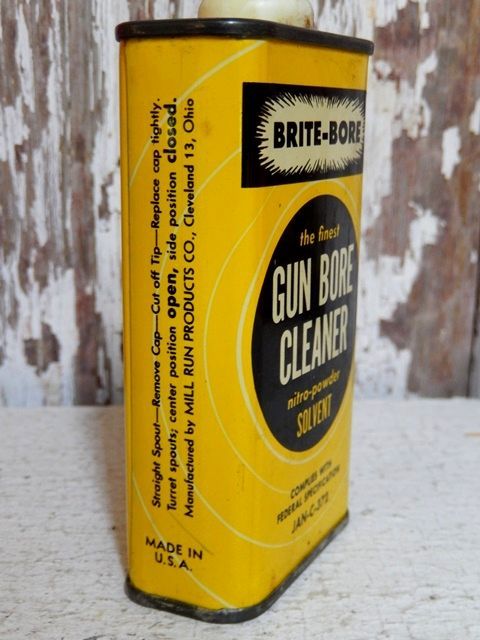 Straight Spout—Remove Cap—Cut off Tip—Replace cap tightly.
Turret spouts; center position open, side position closed.
Manufactured by MILL RUN PRODUCTS CO., Cleveland 13, Ohio
MADE IN
U.S.A.
BRITE-BORE
the finest
GUN BORE
CLEANER
nitro-powder
SOLVENT
COMPLIES WITH
FEDERAL SPECIFICATION
JAN-C-372